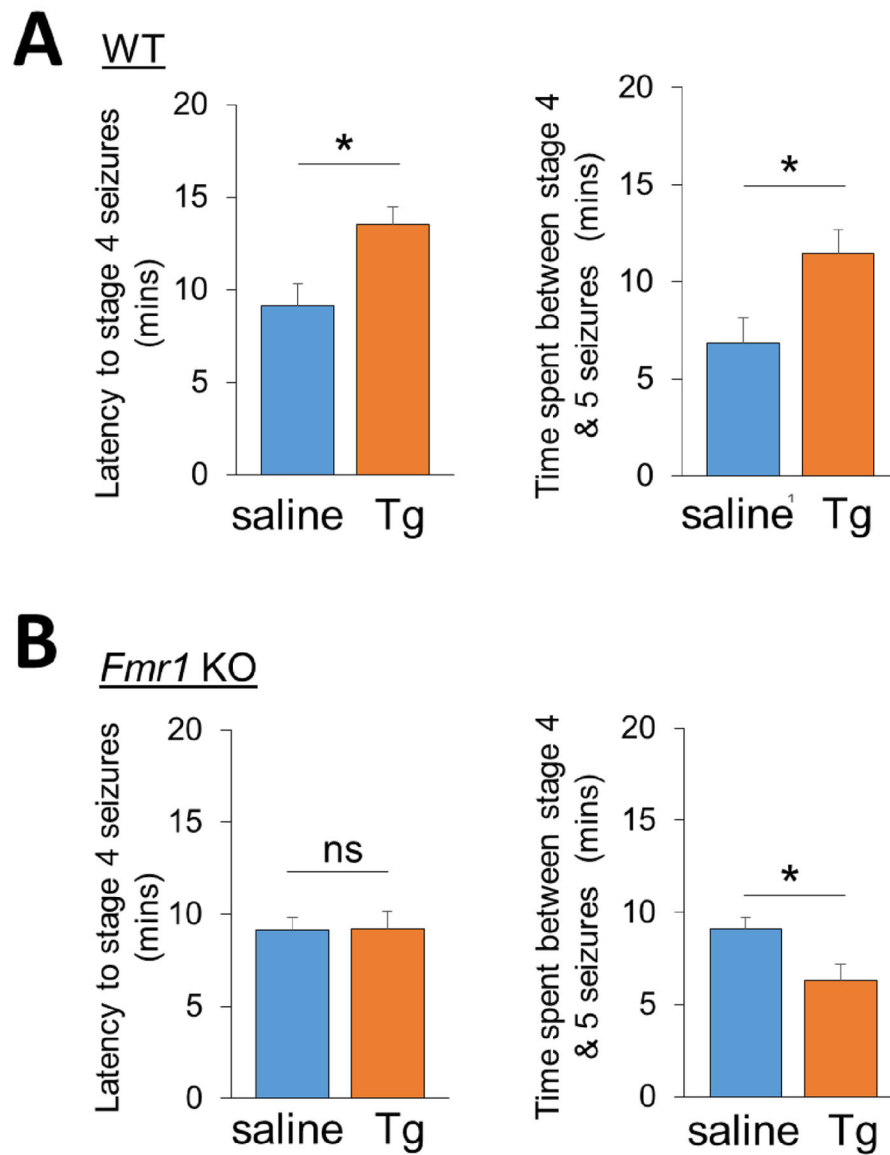 A
WT
Latency to stage 4 seizures
(mins)
20
15
10
5
0
*
saline Tg
Time spent between stage 4
& 5 seizures (mins)
20
15
10
5
0
*
saline¹ Tg
B
Fmr1 KO
Latency to stage 4 seizures
(mins)
20
15
10
5
0
ns
saline Tg
Time spent between stage 4
& 5 seizures (mins)
20
15
10
5
0
*
saline Tg